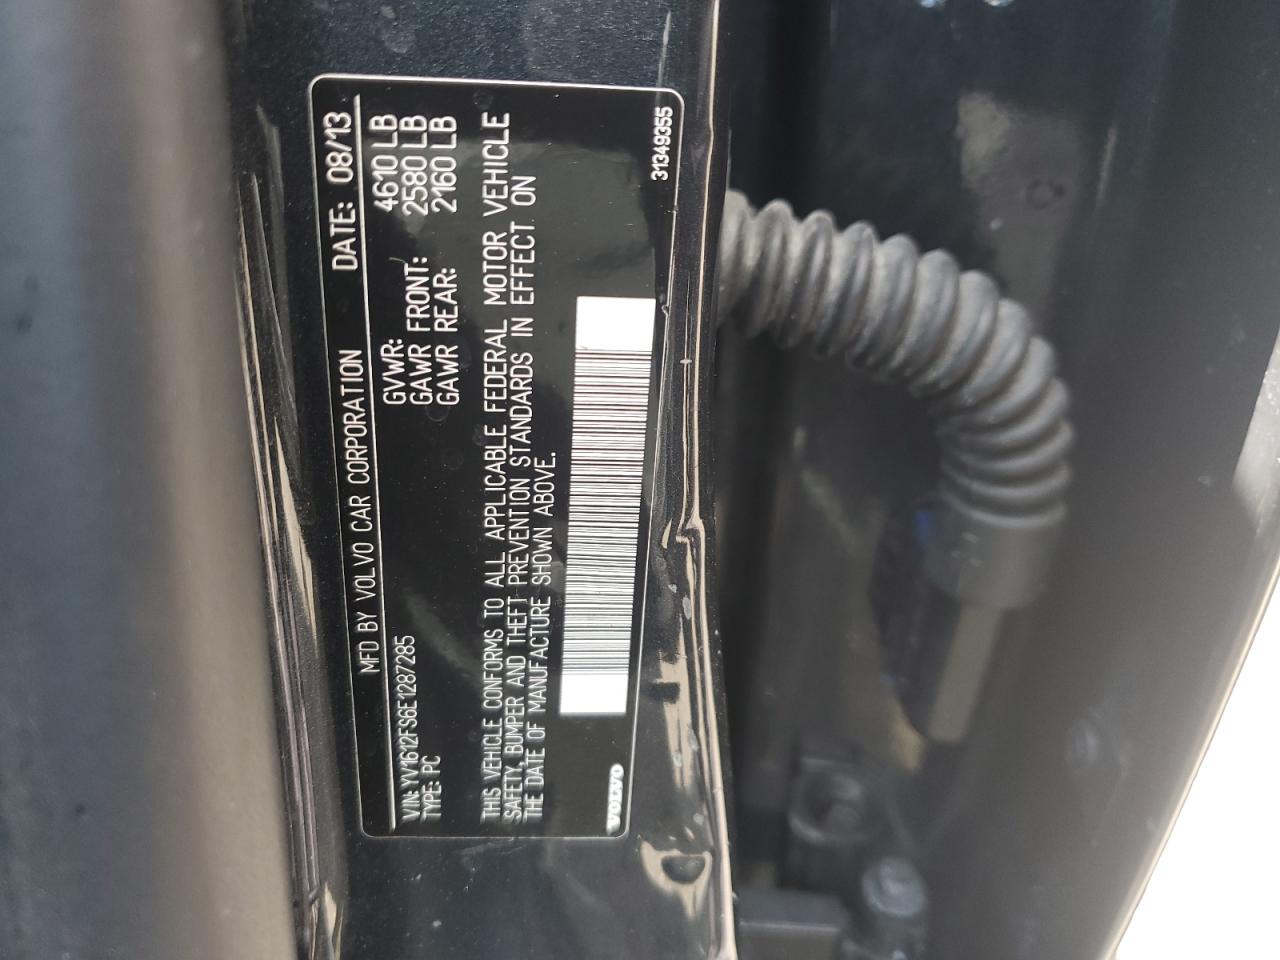 MFD BY VOLVO CAR CORPORATION DATE: 08/13
GVWR: 4610 LB
GAWR FRONT: 2580 LB
GAWR REAR: 2160 LB
VIN: YV1612FS6E1287285
TYPE: PC
THIS VEHICLE CONFORMS TO ALL APPLICABLE FEDERAL MOTOR VEHICLE
SAFETY, BUMPER AND THEFT PREVENTION STANDARDS IN EFFECT ON
THE DATE OF MANUFACTURE SHOWN ABOVE.
VOLVO
31349355